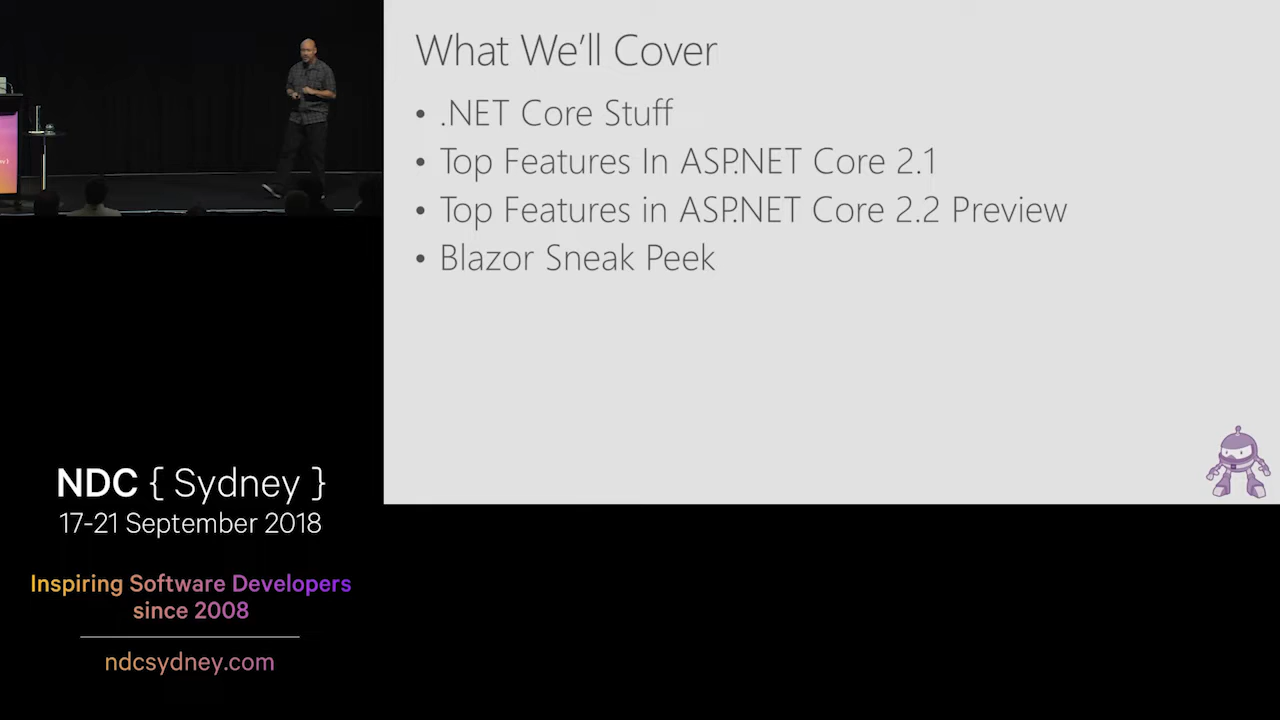 What We'll Cover
• .NET Core Stuff
• Top Features In ASP.NET Core 2.1
• Top Features in ASP.NET Core 2.2 Preview
• Blazor Sneak Peek
NDC { Sydney }
17-21 September 2018
Inspiring Software Developers
since 2008
ndcsydney.com